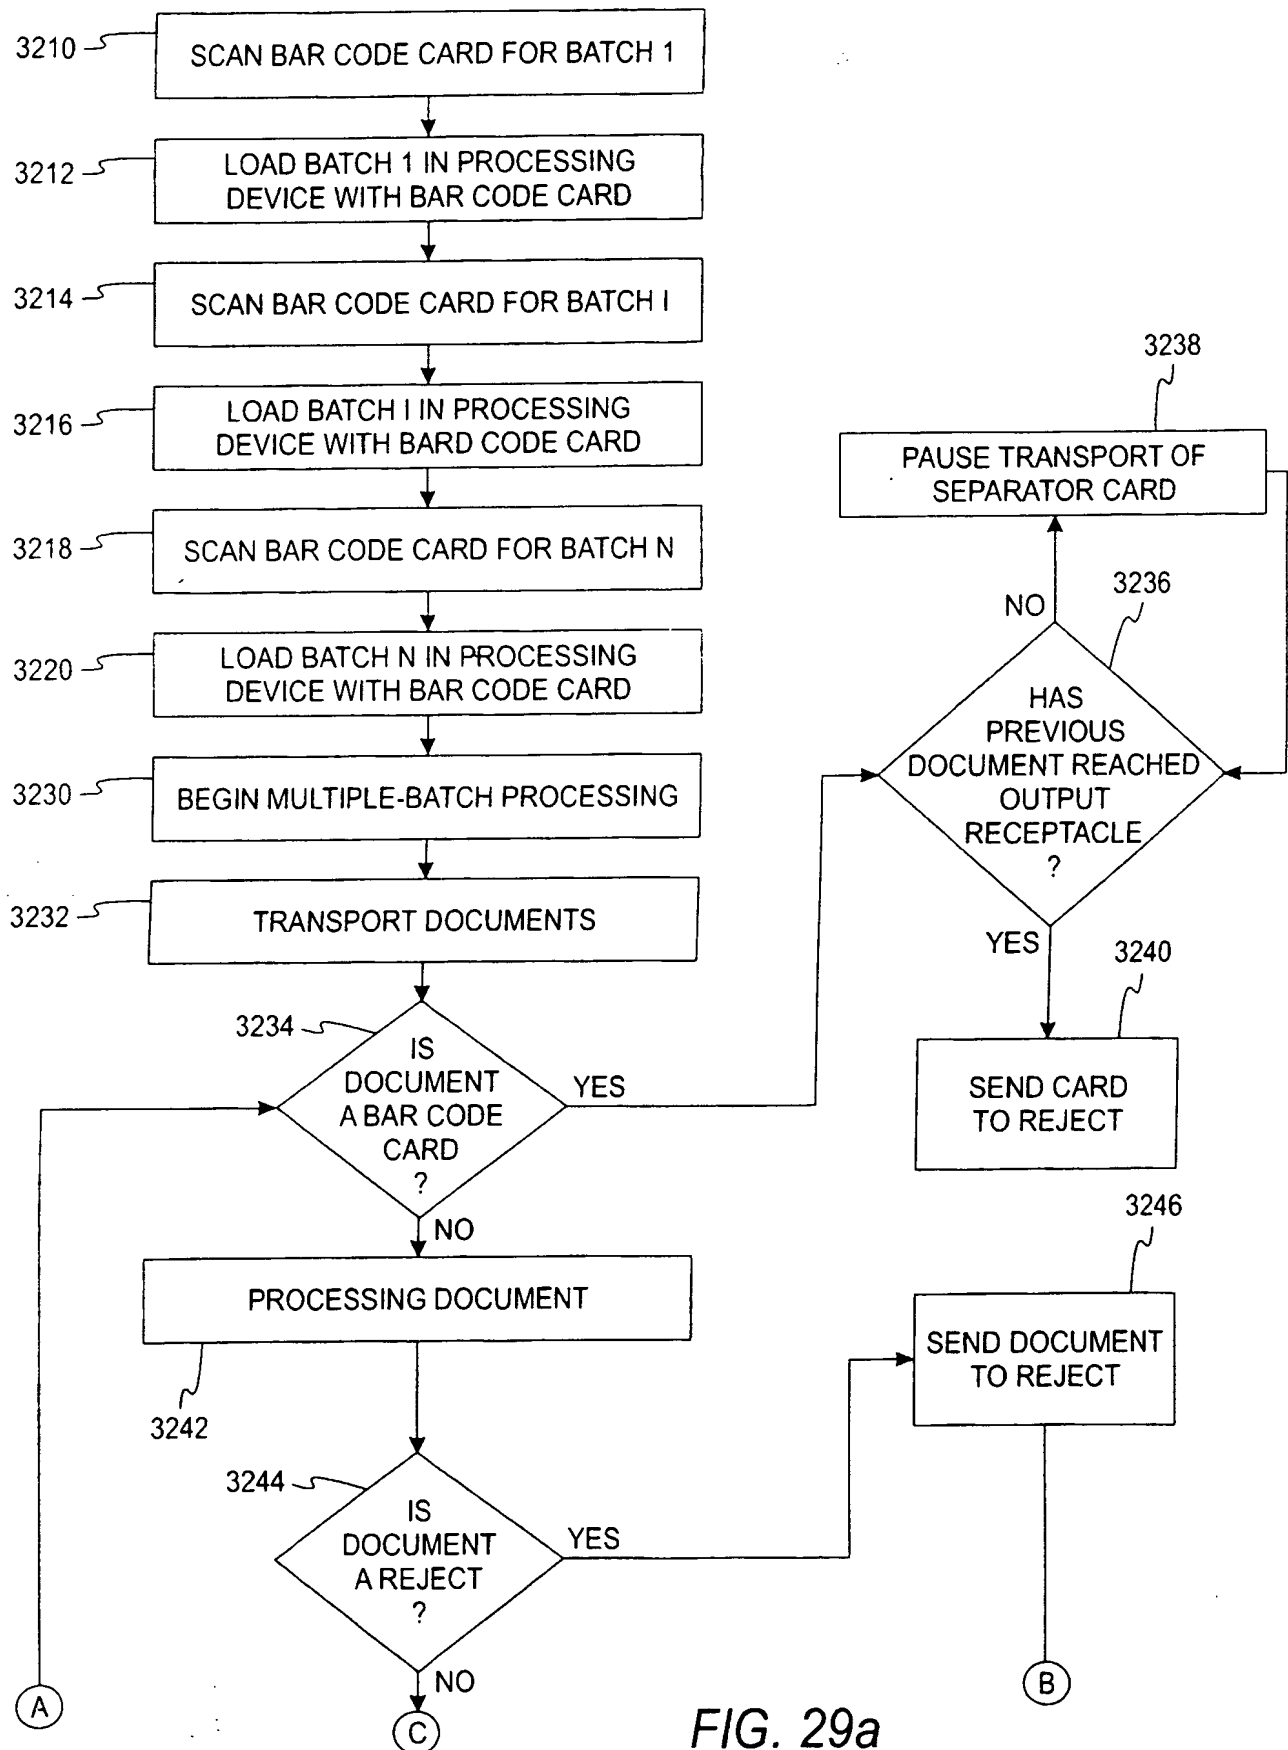 3210
SCAN BAR CODE CARD FOR BATCH 1
3212
LOAD BATCH 1 IN PROCESSING
DEVICE WITH BAR CODE CARD
3214
SCAN BAR CODE CARD FOR BATCH I
3216
LOAD BATCH I IN PROCESSING
DEVICE WITH BARD CODE CARD
3218
SCAN BAR CODE CARD FOR BATCH N
3220
LOAD BATCH N IN PROCESSING
DEVICE WITH BAR CODE CARD
3230
BEGIN MULTIPLE-BATCH PROCESSING
3232
TRANSPORT DOCUMENTS
3234
IS
DOCUMENT
A BAR CODE
CARD
?
YES
NO
3238
PAUSE TRANSPORT OF
SEPARATOR CARD
3236
NO
HAS
PREVIOUS
DOCUMENT REACHED
OUTPUT
RECEPTACLE
?
YES
3240
SEND CARD
TO REJECT
PROCESSING DOCUMENT
3242
3244
IS
DOCUMENT
A REJECT
?
YES
NO
3246
SEND DOCUMENT
TO REJECT
A
C
B
FIG. 29a